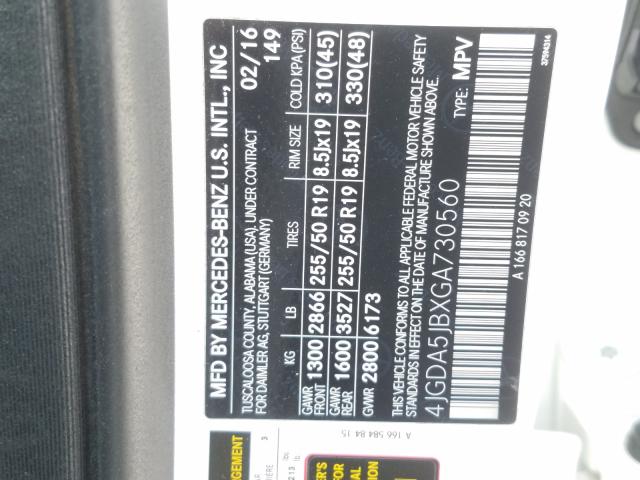 MFD BY MERCEDES-BENZ U.S. INTL., INC
TUSCALOOSA COUNTY, ALABAMA (USA), UNDER CONTRACT
FOR DAIMLER AG, STUTTGART (GERMANY)
02/16
149
KG LB TIRES RIM SIZE COLD KPA (PSI)
GAWR FRONT 1300 2866 255/50 R19 8.5Jx19 310(45)
GAWR REAR 1600 3527 255/50 R19 8.5Jx19 330(48)
GVWR 2800 6173
THIS VEHICLE CONFORMS TO ALL APPLICABLE FEDERAL MOTOR VEHICLE SAFETY
STANDARDS IN EFFECT ON THE DATE OF MANUFACTURE SHOWN ABOVE.
4JGDA5JBXGA730560 TYPE: MPV
A 166 817 09 20
A 166 584 84 15
3